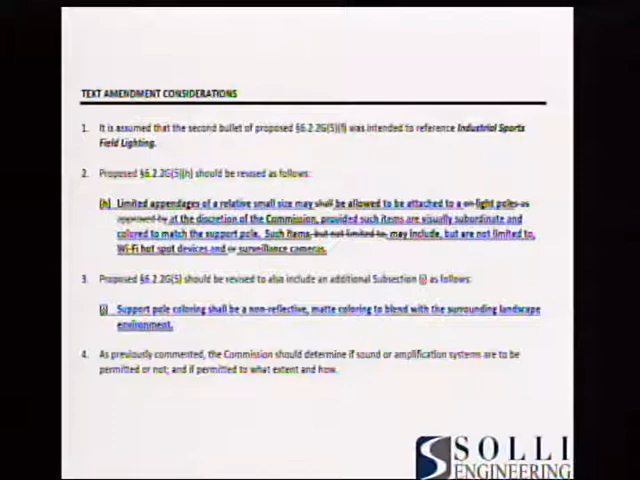 TEXT AMENDMENT CONSIDERATIONS
1. It is assumed that the second bullet of proposed §6.2.2G(5)(f) was intended to reference Industrial Sports
Field Lighting.
2. Proposed §6.2.2G(5)(h) should be revised as follows:
(h) Limited appendages of a relative small size may shall be allowed to be attached to a on light poles as
approved by at the discretion of the Commission, provided such items are visually subordinate and
colored to match the support pole. Such items, but not limited to, may include, but are not limited to,
Wi-Fi hot spot devices and or surveillance cameras.
3. Proposed §6.2.2G(5) should be revised to also include an additional Subsection (i) as follows:
Support pole coloring shall be a non-reflective, matte coloring to blend with the surrounding landscape
environment.
4. As previously commented, the Commission should determine if sound or amplification systems are to be
permitted or not; and if permitted to what extent and how.
SOLLI
ENGINEERING